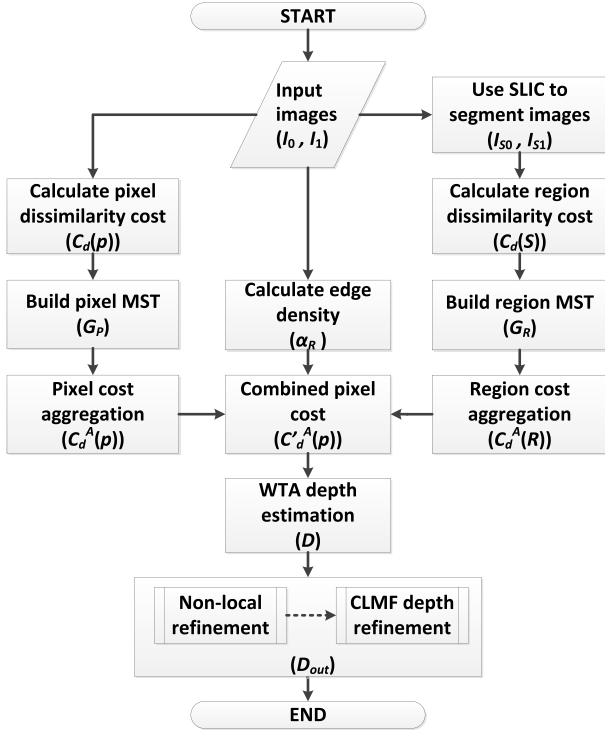 START
Input
images
(I0 , I1)
Use SLIC to
segment images
(IS0 , IS1)
Calculate pixel
dissimilarity cost
(Cd(p))
Calculate region
dissimilarity cost
(Cd(S))
Build pixel MST
(GP)
Calculate edge
density
(αR )
Build region MST
(GR)
Pixel cost
aggregation
(CdA(p))
Combined pixel
cost
(C'dA(p))
Region cost
aggregation
(CdA(R))
WTA depth
estimation
(D)
Non-local
refinement
CLMF depth
refinement
(Dout)
END